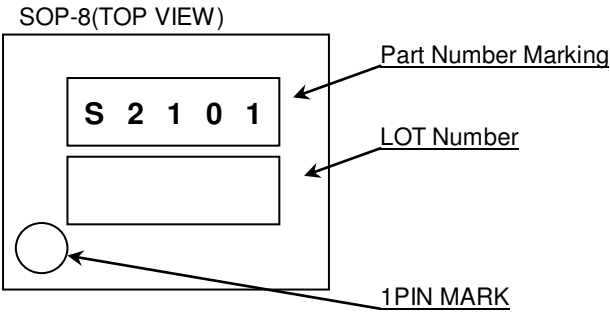 SOP-8(TOP VIEW)
Part Number Marking
S 2 1 0 1
LOT Number
1PIN MARK